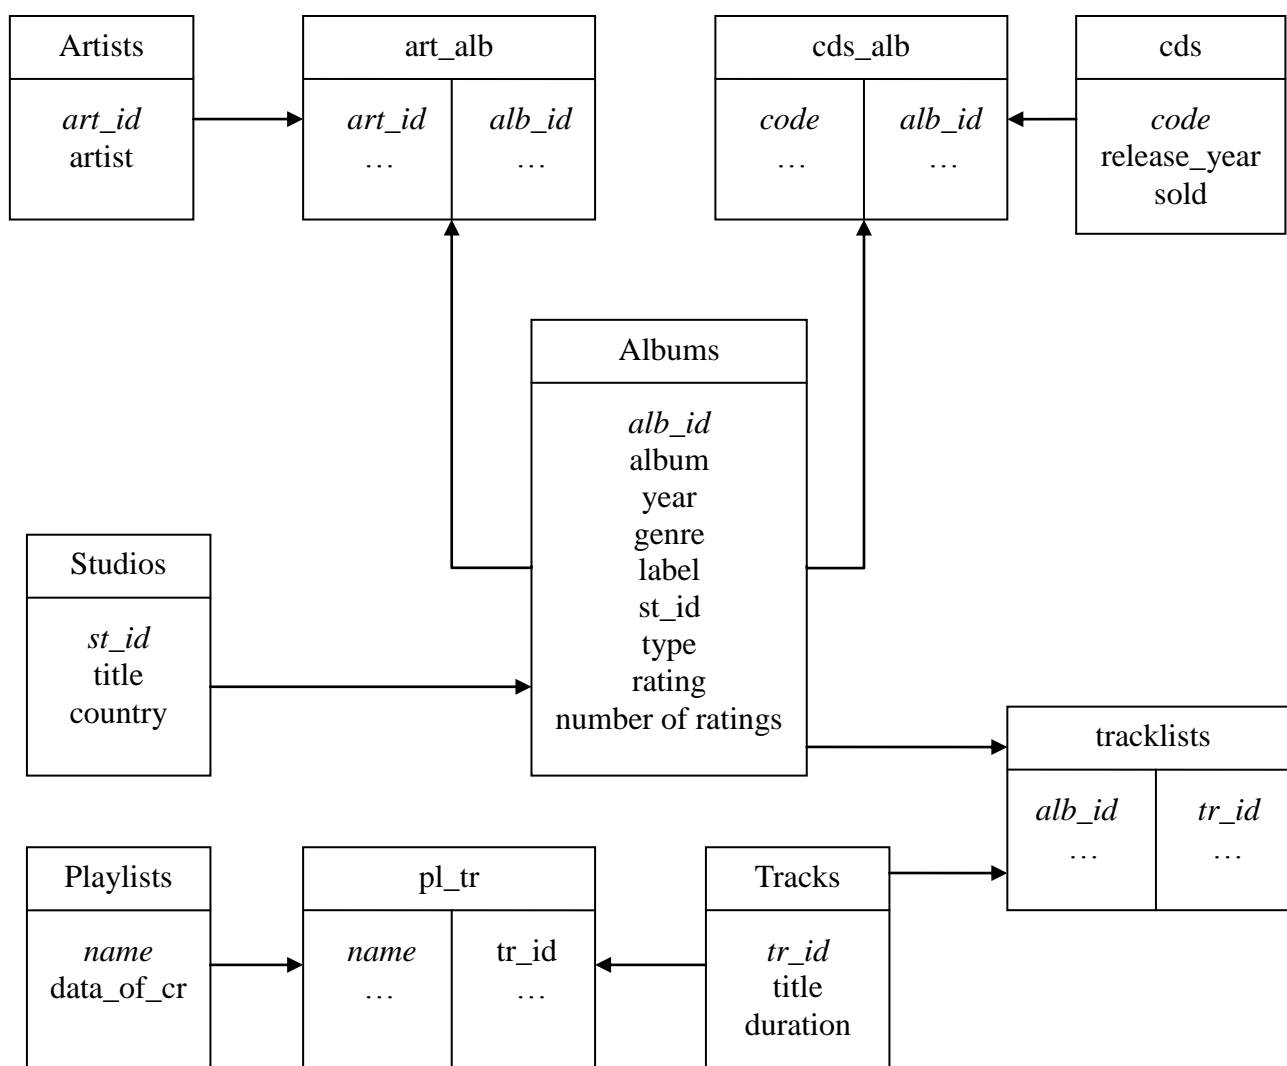 Artists
art_id
artist
art_alb
art_id alb_id
… …
cds_alb
code alb_id
… …
cds
code
release_year
sold
Albums
alb_id
album
year
genre
label
st_id
type
rating
number of ratings
Studios
st_id
title
country
tracklists
alb_id tr_id
… …
Playlists
name
data_of_cr
pl_tr
name tr_id
… …
Tracks
tr_id
title
duration